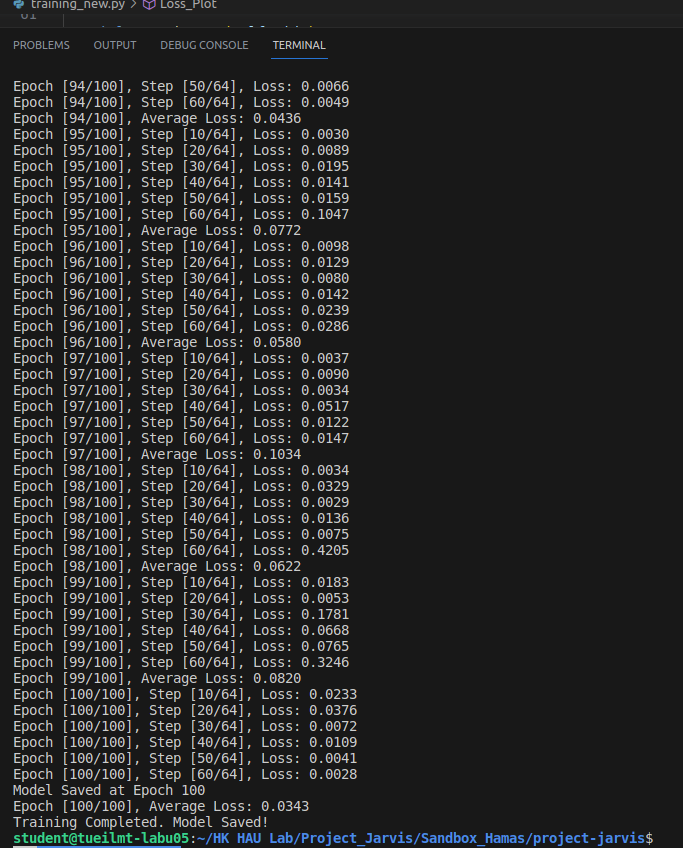 training_new.py > Loss_Plot
61
PROBLEMS OUTPUT DEBUG CONSOLE TERMINAL
Epoch [94/100], Step [50/64], Loss: 0.0066
Epoch [94/100], Step [60/64], Loss: 0.0049
Epoch [94/100], Average Loss: 0.0436
Epoch [95/100], Step [10/64], Loss: 0.0030
Epoch [95/100], Step [20/64], Loss: 0.0089
Epoch [95/100], Step [30/64], Loss: 0.0195
Epoch [95/100], Step [40/64], Loss: 0.0141
Epoch [95/100], Step [50/64], Loss: 0.0159
Epoch [95/100], Step [60/64], Loss: 0.1047
Epoch [95/100], Average Loss: 0.0772
Epoch [96/100], Step [10/64], Loss: 0.0098
Epoch [96/100], Step [20/64], Loss: 0.0129
Epoch [96/100], Step [30/64], Loss: 0.0080
Epoch [96/100], Step [40/64], Loss: 0.0142
Epoch [96/100], Step [50/64], Loss: 0.0239
Epoch [96/100], Step [60/64], Loss: 0.0286
Epoch [96/100], Average Loss: 0.0580
Epoch [97/100], Step [10/64], Loss: 0.0037
Epoch [97/100], Step [20/64], Loss: 0.0090
Epoch [97/100], Step [30/64], Loss: 0.0034
Epoch [97/100], Step [40/64], Loss: 0.0517
Epoch [97/100], Step [50/64], Loss: 0.0122
Epoch [97/100], Step [60/64], Loss: 0.0147
Epoch [97/100], Average Loss: 0.1034
Epoch [98/100], Step [10/64], Loss: 0.0034
Epoch [98/100], Step [20/64], Loss: 0.0329
Epoch [98/100], Step [30/64], Loss: 0.0029
Epoch [98/100], Step [40/64], Loss: 0.0136
Epoch [98/100], Step [50/64], Loss: 0.0075
Epoch [98/100], Step [60/64], Loss: 0.4205
Epoch [98/100], Average Loss: 0.0622
Epoch [99/100], Step [10/64], Loss: 0.0183
Epoch [99/100], Step [20/64], Loss: 0.0053
Epoch [99/100], Step [30/64], Loss: 0.1781
Epoch [99/100], Step [40/64], Loss: 0.0668
Epoch [99/100], Step [50/64], Loss: 0.0765
Epoch [99/100], Step [60/64], Loss: 0.3246
Epoch [99/100], Average Loss: 0.0820
Epoch [100/100], Step [10/64], Loss: 0.0233
Epoch [100/100], Step [20/64], Loss: 0.0376
Epoch [100/100], Step [30/64], Loss: 0.0072
Epoch [100/100], Step [40/64], Loss: 0.0109
Epoch [100/100], Step [50/64], Loss: 0.0041
Epoch [100/100], Step [60/64], Loss: 0.0028
Model Saved at Epoch 100
Epoch [100/100], Average Loss: 0.0343
Training Completed. Model Saved!
student@tueilmt-labu05:~/HK HAU Lab/Project_Jarvis/Sandbox_Hamas/project-jarvis$